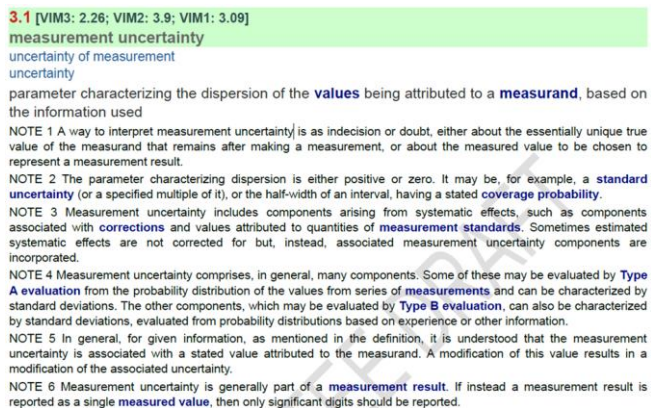 3.1 [VIM3: 2.26; VIM2: 3.9; VIM1: 3.09]
measurement uncertainty
uncertainty of measurement
uncertainty
parameter characterizing the dispersion of the values being attributed to a measurand, based on
the information used
NOTE 1 A way to interpret measurement uncertainty is as indecision or doubt, either about the essentially unique true
value of the measurand that remains after making a measurement, or about the measured value to be chosen to
represent a measurement result.
NOTE 2 The parameter characterizing dispersion is either positive or zero. It may be, for example, a standard
uncertainty (or a specified multiple of it), or the half-width of an interval, having a stated coverage probability.
NOTE 3 Measurement uncertainty includes components arising from systematic effects, such as components
associated with corrections and values attributed to quantities of measurement standards. Sometimes estimated
systematic effects are not corrected for but, instead, associated measurement uncertainty components are
incorporated.
NOTE 4 Measurement uncertainty comprises, in general, many components. Some of these may be evaluated by Type
A evaluation from the probability distribution of the values from series of measurements and can be characterized by
standard deviations. The other components, which may be evaluated by Type B evaluation, can also be characterized
by standard deviations, evaluated from probability distributions based on experience or other information.
NOTE 5 In general, for given information, as mentioned in the definition, it is understood that the measurement
uncertainty is associated with a stated value attributed to the measurand. A modification of this value results in a
modification of the associated uncertainty.
NOTE 6 Measurement uncertainty is generally part of a measurement result. If instead a measurement result is
reported as a single measured value, then only significant digits should be reported.
TEE DRAFT